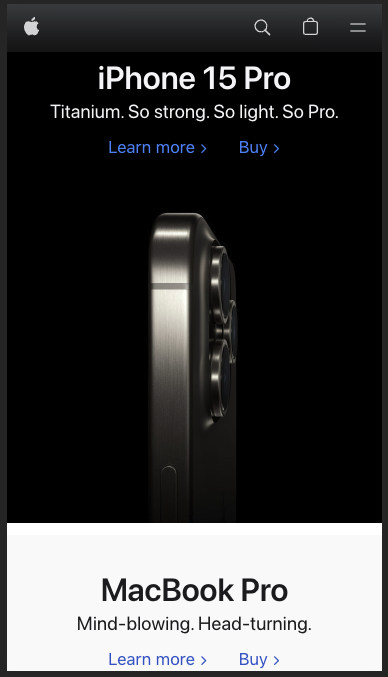 iPhone 15 Pro
Titanium. So strong. So light. So Pro.
Learn more > Buy >
MacBook Pro
Mind-blowing. Head-turning.
Learn more > Buy >